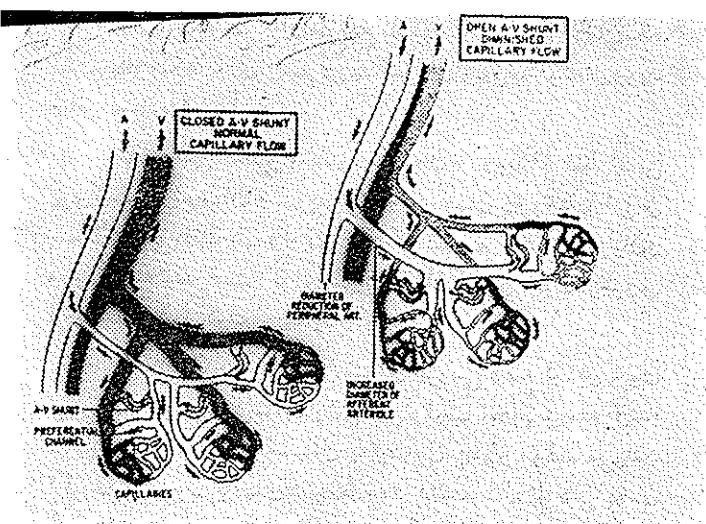 A V
CLOSED A-V SHUNT
NORMAL
CAPILLARY FLOW
A-V SHUNT
PREFERENTIAL
CHANNEL
CAPILLARIES
A V
OPEN A-V SHUNT
DIMINISHED
CAPILLARY FLOW
DIAMETER
REDUCTION OF
PERIPHERAL ART.
INCREASED
DIAMETER OF
AFFERENT
ARTERIOLE